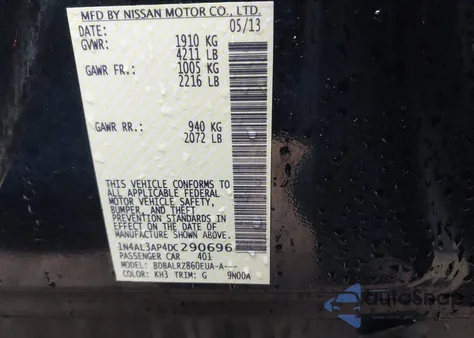 MFD BY NISSAN MOTOR CO., LTD.
DATE: 05/13
GVWR: 1910 KG
4211 LB
GAWR FR.: 1005 KG
2216 LB
GAWR RR.: 940 KG
2072 LB
THIS VEHICLE CONFORMS TO
ALL APPLICABLE FEDERAL
MOTOR VEHICLE SAFETY,
BUMPER, AND THEFT
PREVENTION STANDARDS IN
EFFECT ON THE DATE OF
MANUFACTURE SHOWN ABOVE.
1N4AL3AP4DC290696
PASSENGER CAR 401
MODEL: BDBALRZ860EUA-A---
COLOR: KH3 TRIM: G 9N00A
AutoSnap